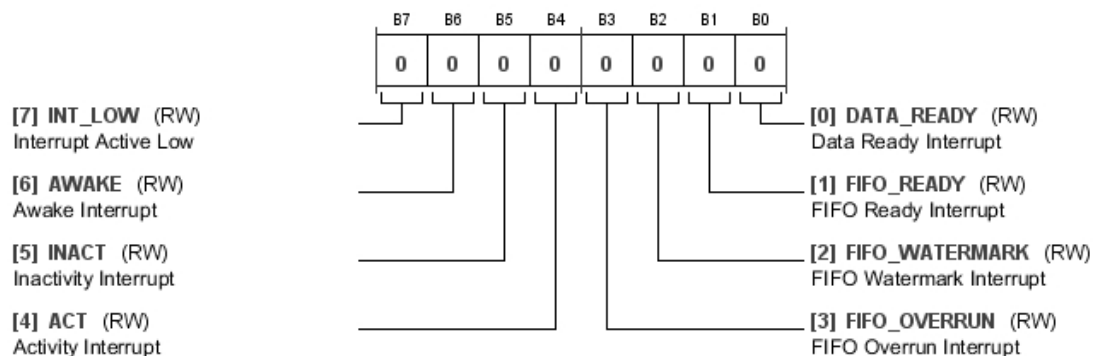 B7 B6 B5 B4 B3 B2 B1 B0
0 0 0 0 0 0 0 0
[7] INT_LOW (RW)
Interrupt Active Low
[6] AWAKE (RW)
Awake Interrupt
[5] INACT (RW)
Inactivity Interrupt
[4] ACT (RW)
Activity Interrupt
[0] DATA_READY (RW)
Data Ready Interrupt
[1] FIFO_READY (RW)
FIFO Ready Interrupt
[2] FIFO_WATERMARK (RW)
FIFO Watermark Interrupt
[3] FIFO_OVERRUN (RW)
FIFO Overrun Interrupt